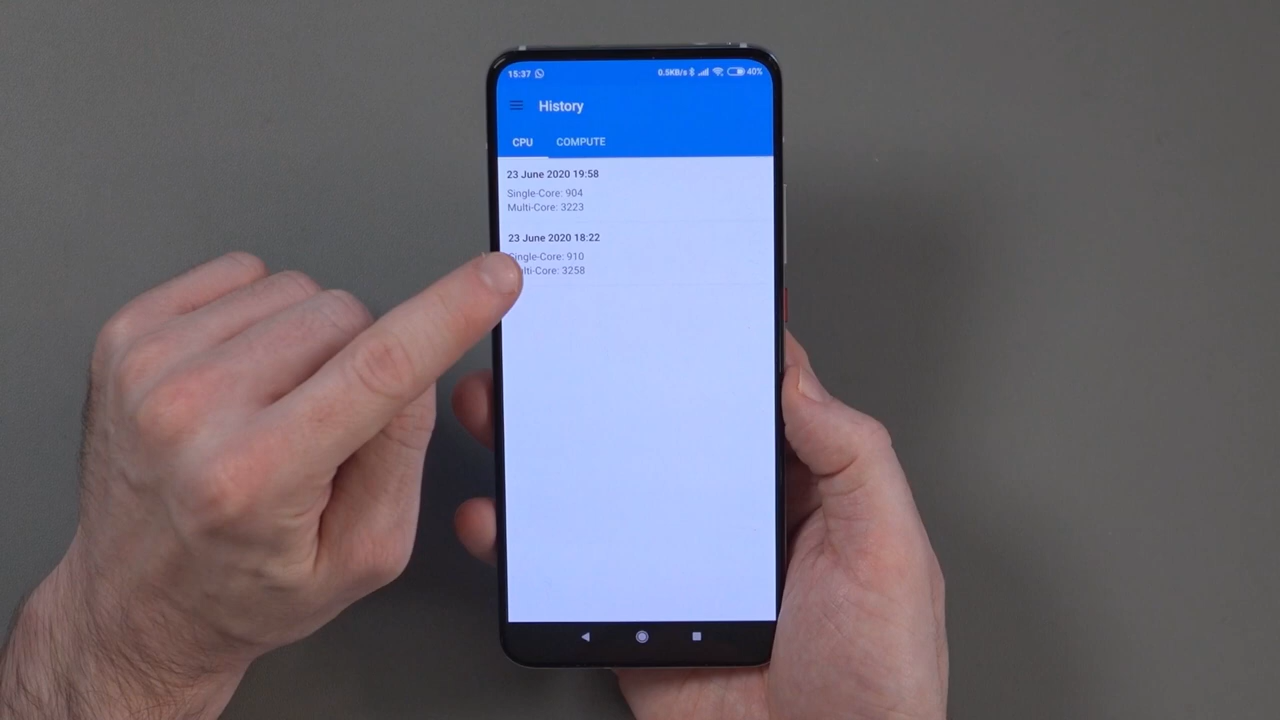 15:37 0.5KB/s 40%
History
CPU COMPUTE
23 June 2020 19:58
Single-Core: 904
Multi-Core: 3223
23 June 2020 18:22
Single-Core: 910
Multi-Core: 3258